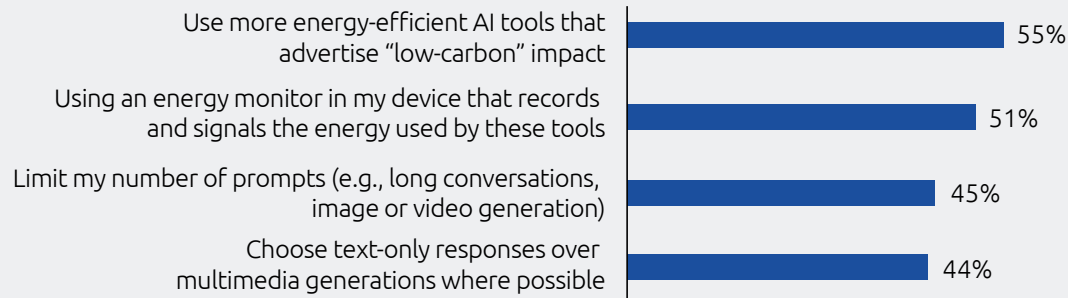 Use more energy-efficient AI tools that
advertise “low-carbon” impact
55%
Using an energy monitor in my device that records
and signals the energy used by these tools
51%
Limit my number of prompts (e.g., long conversations,
image or video generation)
45%
Choose text-only responses over
multimedia generations where possible
44%